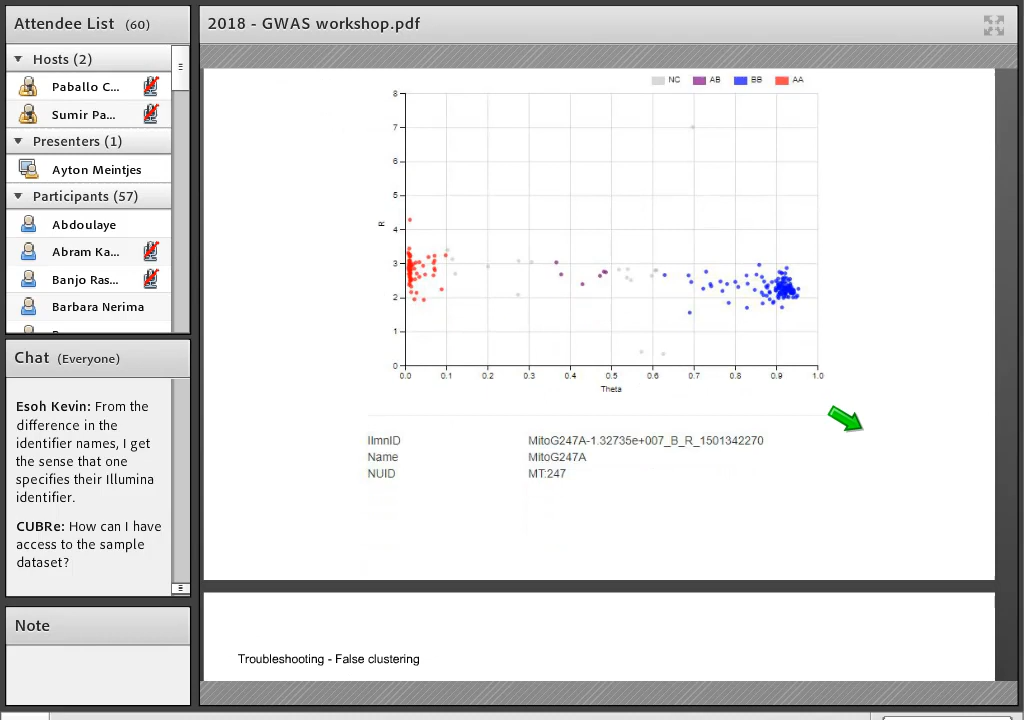 Attendee List (60)
Hosts (2)
Paballo C...
Sumir Pa...
Presenters (1)
Ayton Meintjes
Participants (57)
Abdoulaye
Abram Ka...
Banjo Ras...
Barbara Nerima
Chat (Everyone)
Esoh Kevin: From the
difference in the
identifier names, I get
the sense that one
specifies their Illumina
identifier.
CUBRe: How can I have
access to the sample
dataset?
Note
2018 - GWAS workshop.pdf
NC AB BB AA
8
7
6
5
4
3
2
1
0
R
0.0 0.1 0.2 0.3 0.4 0.5 0.6 0.7 0.8 0.9 1.0
Theta
IlmnID MitoG247A-1.32735e+007_B_R_1501342270
Name MitoG247A
NUID MT:247
Troubleshooting - False clustering